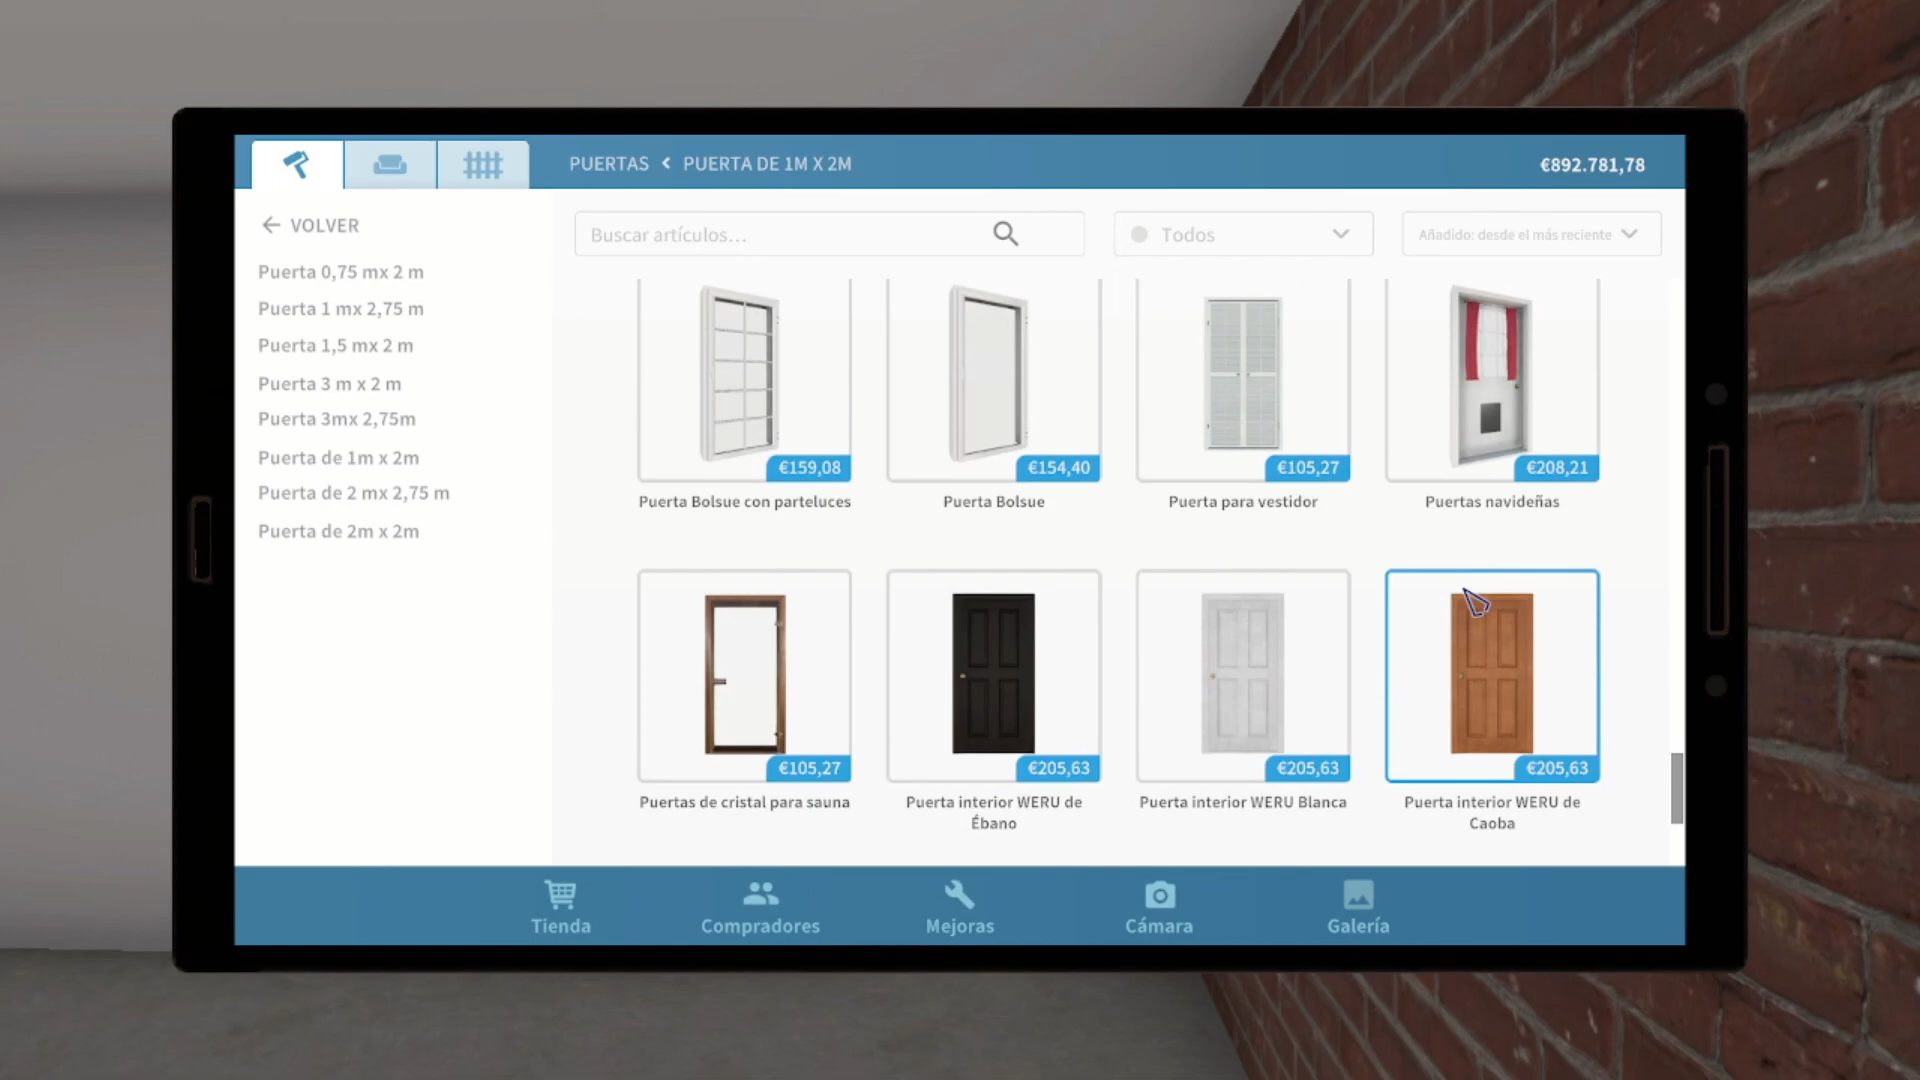 PUERTAS < PUERTA DE 1M X 2M
€892.781,78
← VOLVER
Puerta 0,75 mx 2 m
Puerta 1 mx 2,75 m
Puerta 1,5 mx 2 m
Puerta 3 m x 2 m
Puerta 3mx 2,75m
Puerta de 1m x 2m
Puerta de 2 mx 2,75 m
Puerta de 2m x 2m
Buscar artículos...
Todos
Añadido: desde el más reciente
€159,08
€154,40
€105,27
€208,21
Puerta Bolsue con parteluces
Puerta Bolsue
Puerta para vestidor
Puertas navideñas
€105,27
€205,63
€205,63
€205,63
Puertas de cristal para sauna
Puerta interior WERU de
Ébano
Puerta interior WERU Blanca
Puerta interior WERU de
Caoba
Tienda
Compradores
Mejoras
Cámara
Galería